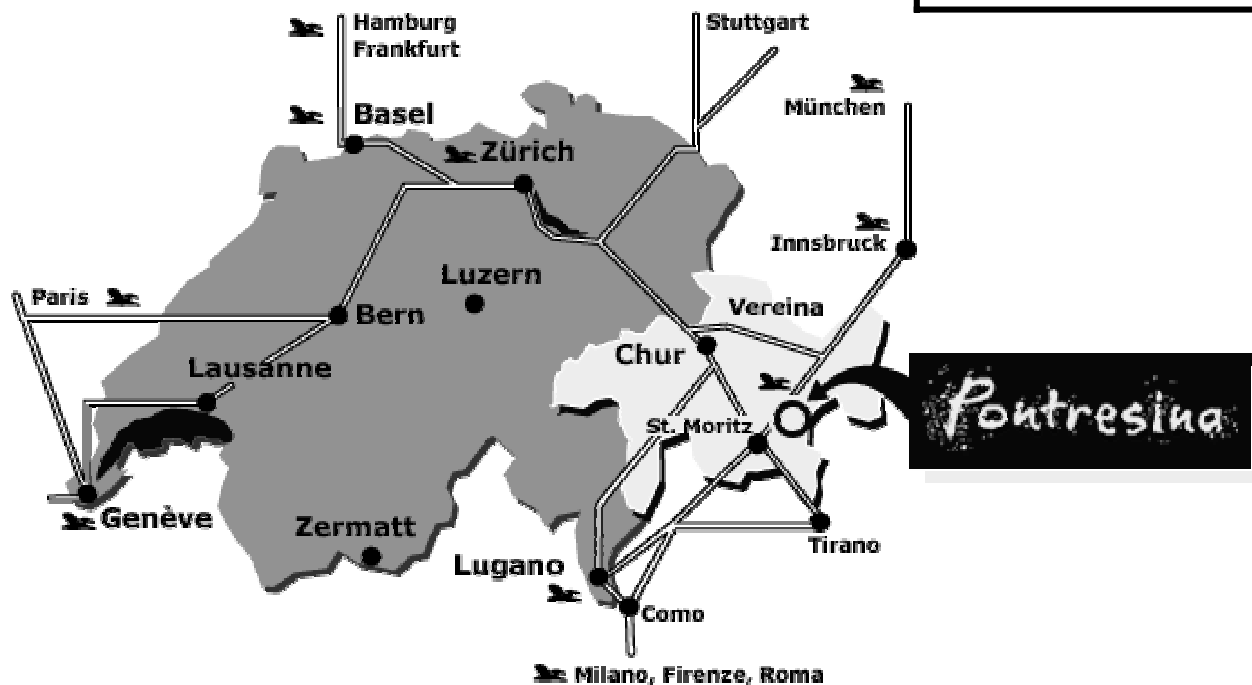 Hamburg
Frankfurt
Stuttgart
München
Basel
Zürich
Innsbruck
Luzern
Paris
Bern
Vereina
Lausanne
Chur
Pontresina
St. Moritz
Genève
Zermatt
Tirano
Lugano
Como
Milano, Firenze, Roma